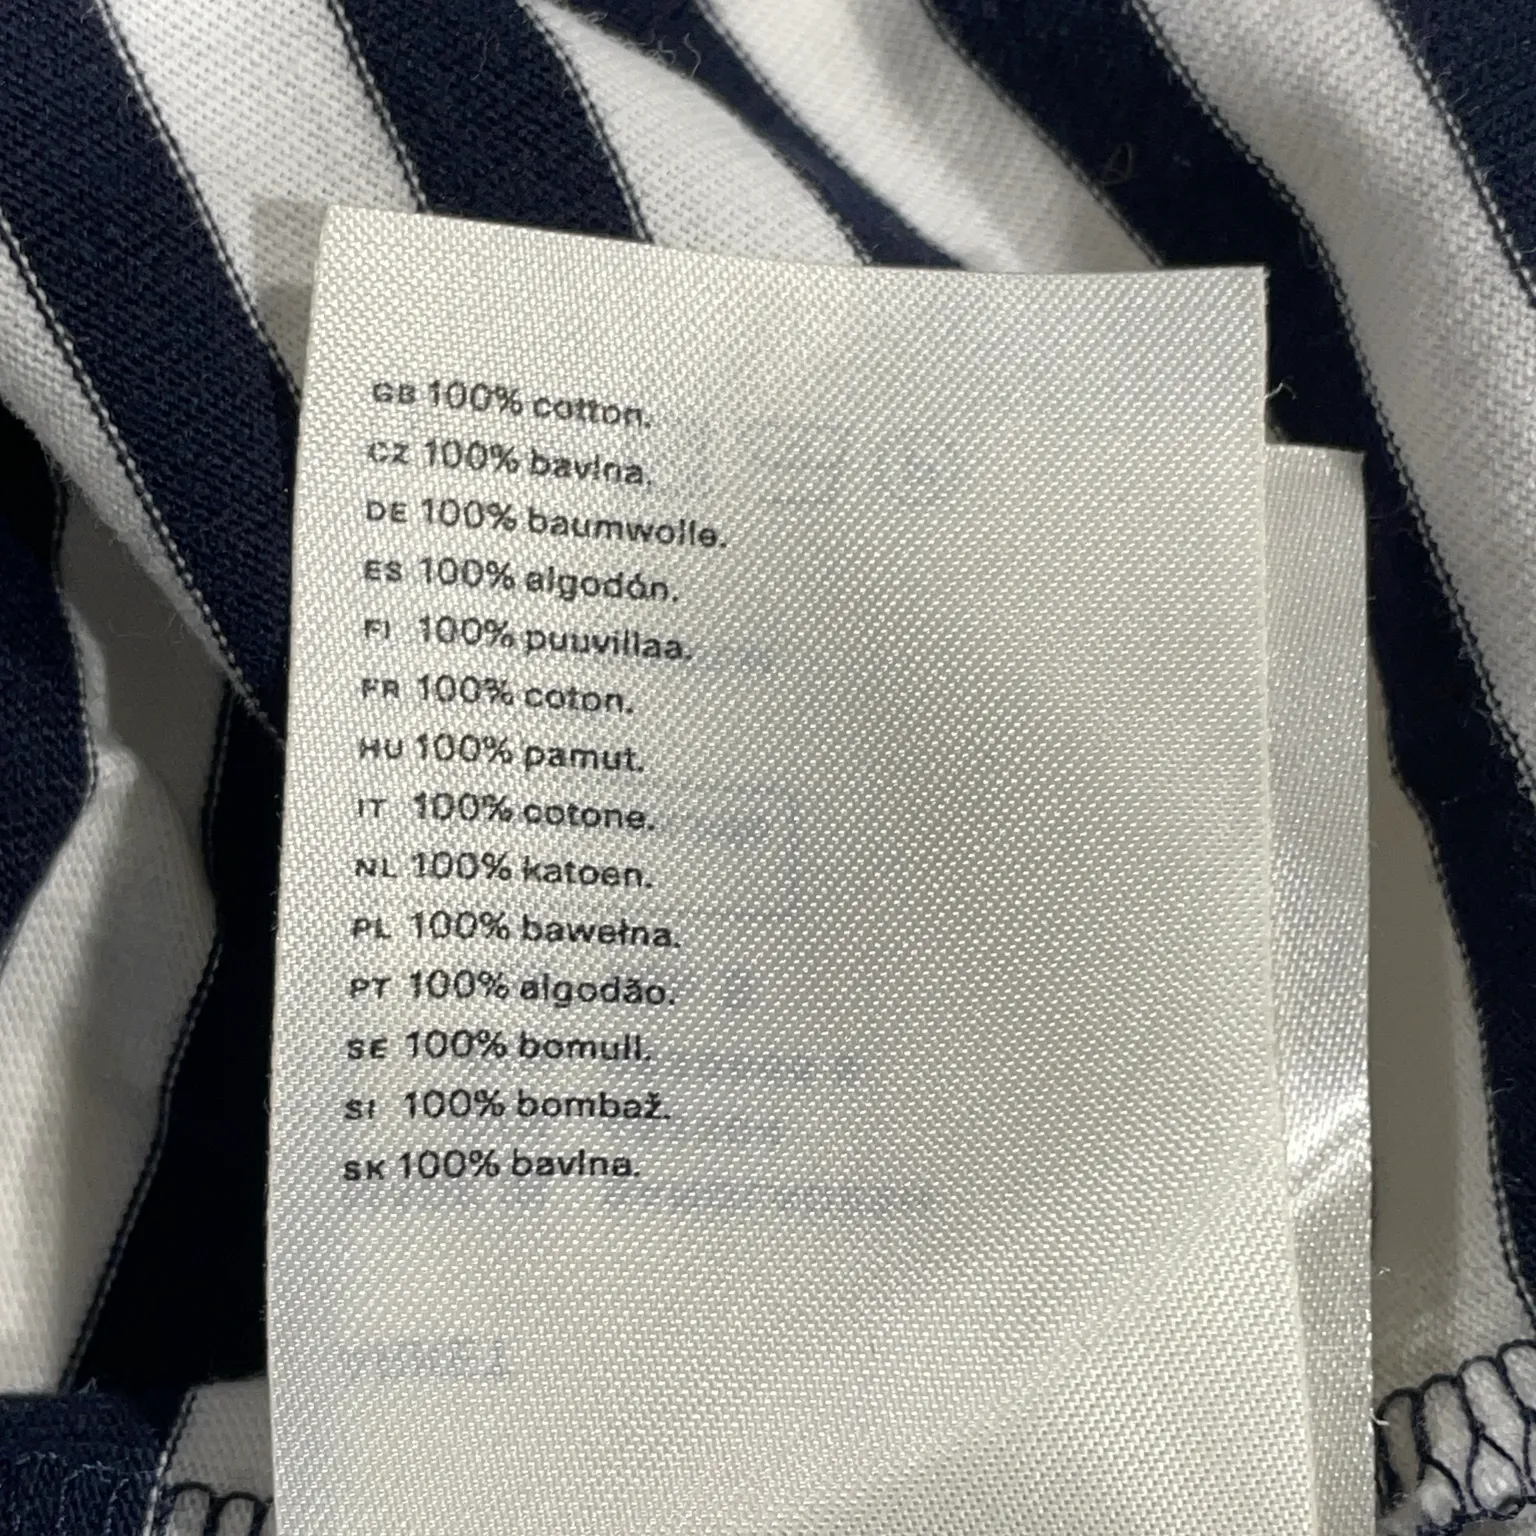 GB 100% cotton.
CZ 100% bavlna.
DE 100% baumwolle.
ES 100% algodón.
FI 100% puuvillaa.
FR 100% coton.
HU 100% pamut.
IT 100% cotone.
NL 100% katoen.
PL 100% bawełna.
PT 100% algodão.
SE 100% bomull.
SI 100% bombaž.
SK 100% bavlna.